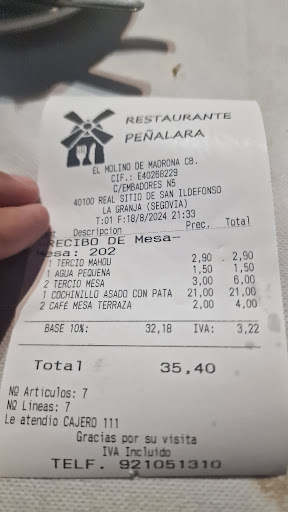 RESTAURANTE
PEÑALARA
EL MOLINO DE MADRONA CB.
CIF.: E40268229
C/EMBADORES N5
40100 REAL SITIO DE SAN ILDEFONSO
LA GRANJA (SEGOVIA)
T:01 F:18/8/2024 21:33
Descripcion Prec. Total
RECIBO DE Mesa-
Mesa: 202
1 TERCIO MAHOU 2,90 2,90
1 AGUA PEQUENA 1,50 1,50
2 TERCIO MESA 3,00 6,00
1 COCHINILLO ASADO CON PATA 21,00 21,00
2 CAFE MESA TERRAZA 2,00 4,00
BASE 10%: 32,18 IVA: 3,22
Total 35,40
Nº Articulos: 7
Nº Lineas: 7
Le atendio CAJERO 111
Gracias por su visita
IVA Incluido
TELF. 921051310